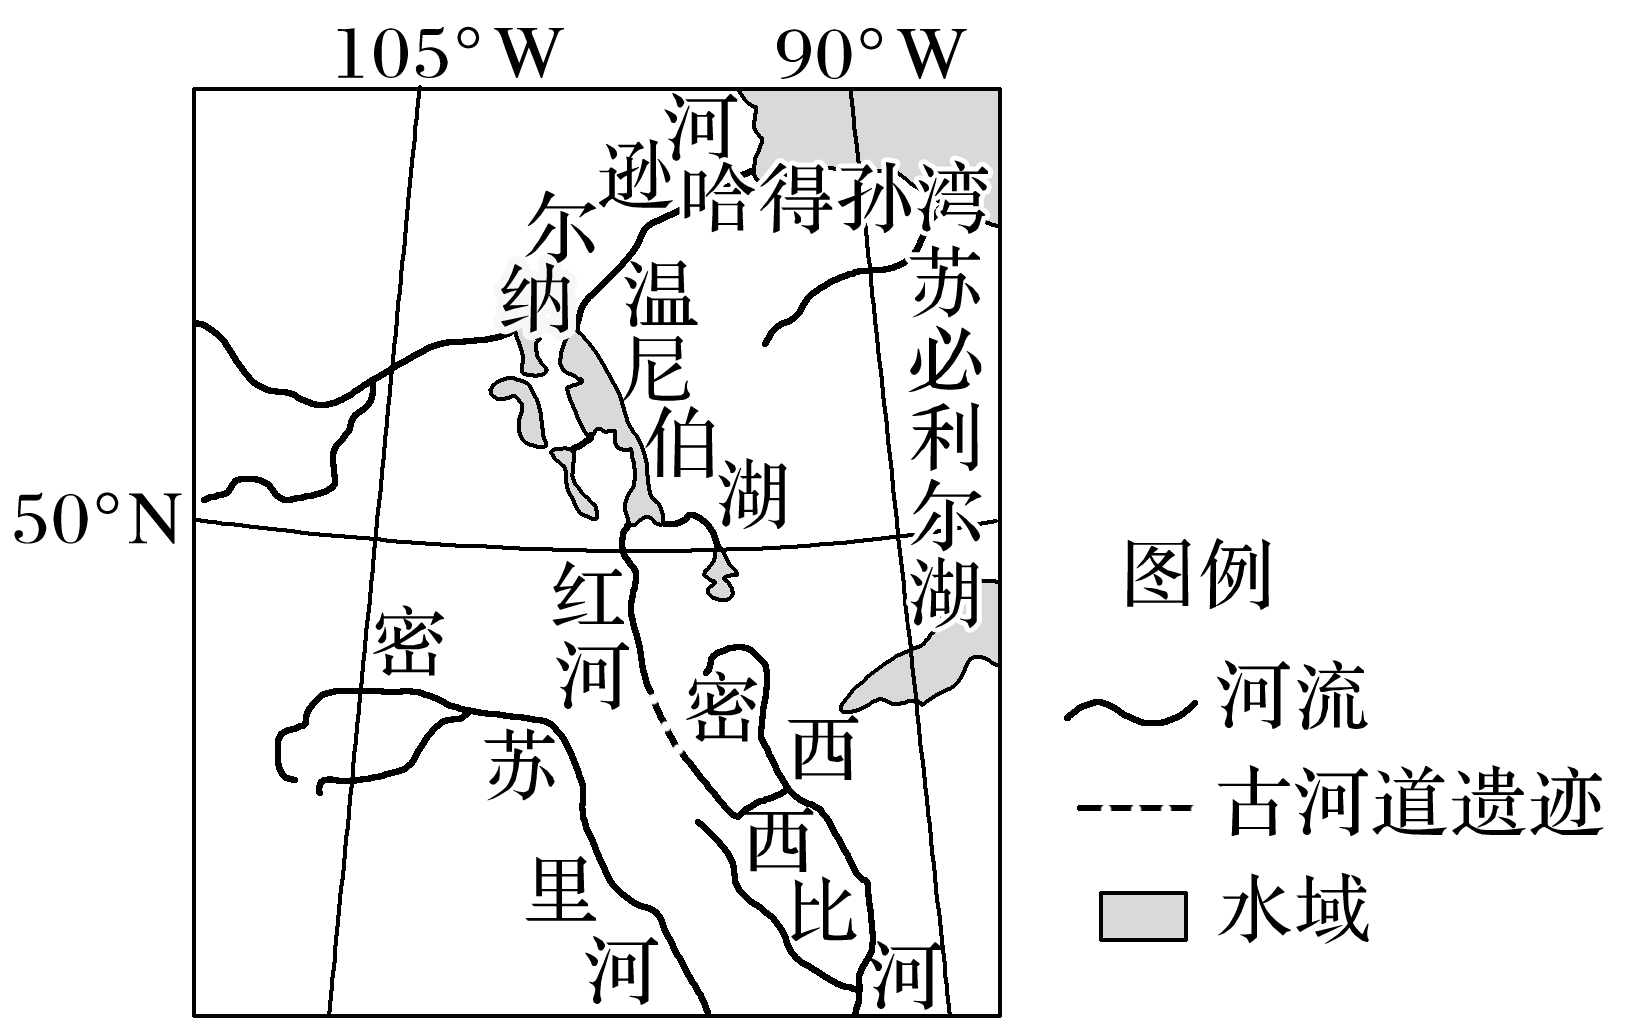 105°W
90°W
纳尔逊河
哈得孙湾
温尼伯湖
苏必利尔湖
50°N
红河
密苏里河
密西西比河
图例
河流
古河道遗迹
水域